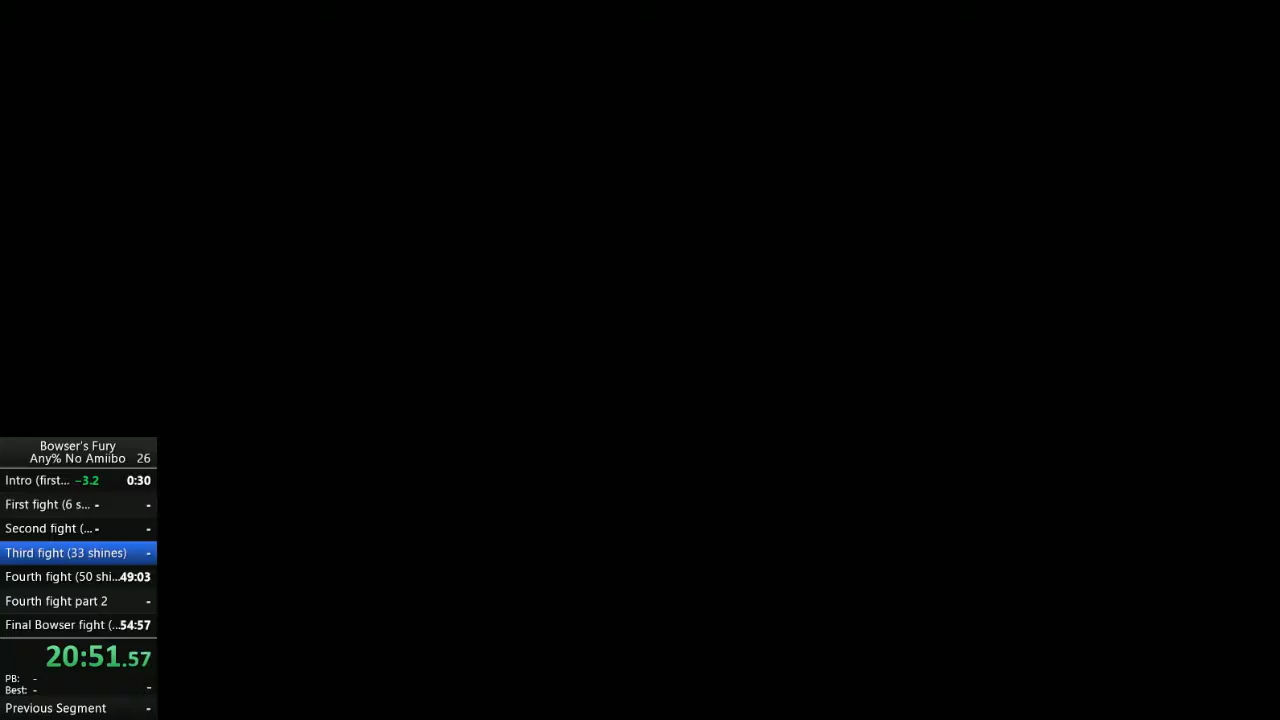 Bowser's Fury
Any% No Amiibo 26
Intro (first... −3.2 0:30
First fight (6 s... - -
Second fight (... - -
Third fight (33 shines) -
Fourth fight (50 shi... 49:03
Fourth fight part 2 -
Final Bowser fight (... 54:57
20:51.57
PB: -
Best: - -
Previous Segment -